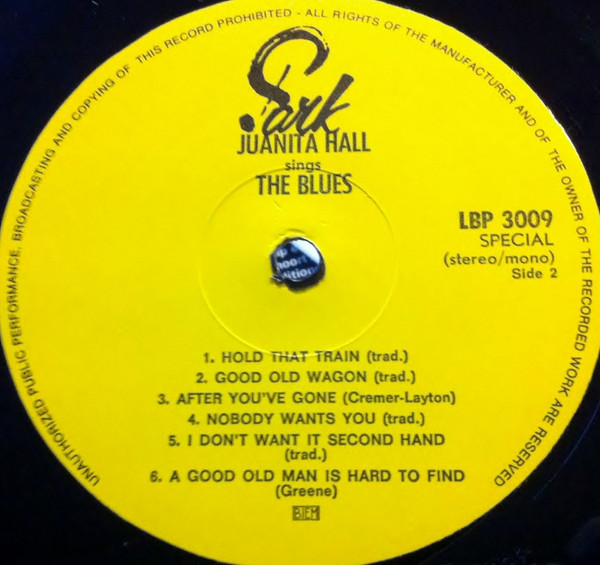 UNAUTHORIZED PUBLIC PERFORMANCE, BROADCASTING AND COPYING OF THIS RECORD PROHIBITED - ALL RIGHTS OF THE MANUFACTURER AND OF THE OWNER OF THE RECORDED WORK ARE RESERVED
Park
JUANITA HALL
sings
THE BLUES
LBP 3009
SPECIAL
(stereo/mono)
Side 2
1. HOLD THAT TRAIN (trad.)
2. GOOD OLD WAGON (trad.)
3. AFTER YOU'VE GONE (Cremer-Layton)
4. NOBODY WANTS YOU (trad.)
5. I DON'T WANT IT SECOND HAND
(trad.)
6. A GOOD OLD MAN IS HARD TO FIND
(Greene)
BIEM